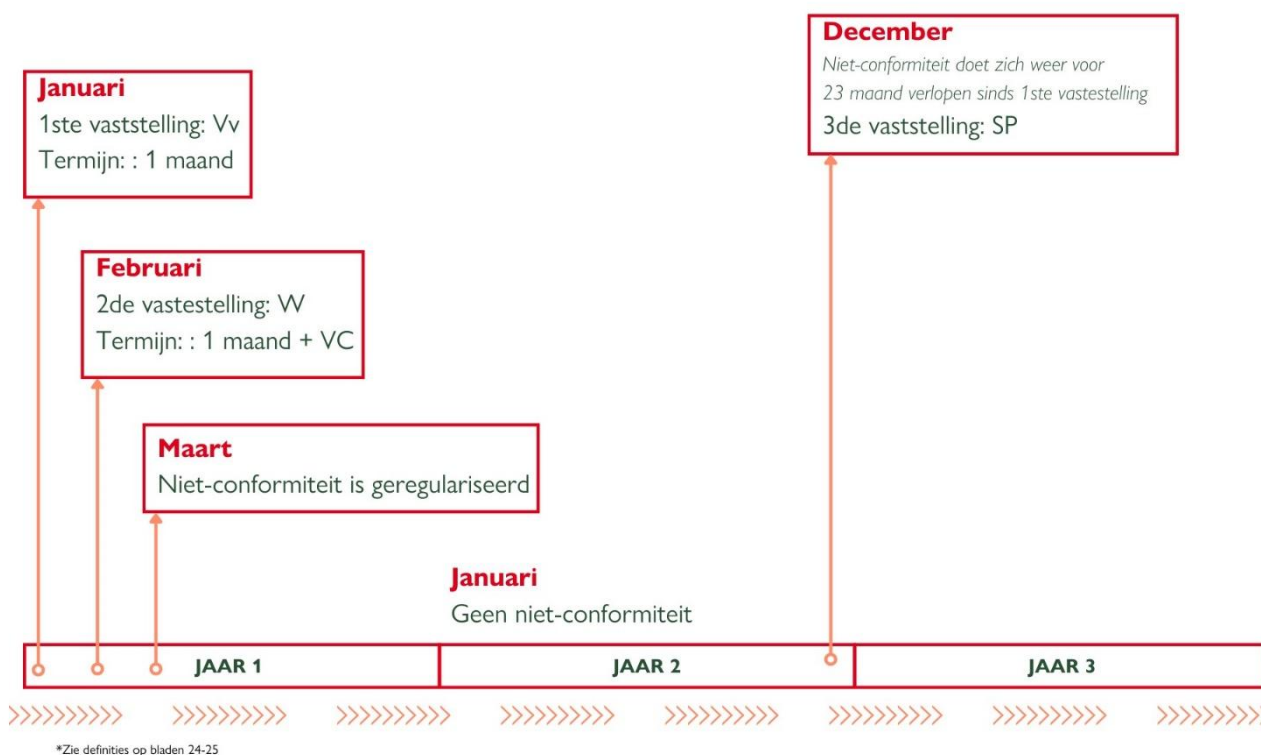 Januari
1ste vaststelling: Vv
Termijn: : 1 maand
Februari
2de vastestelling: VV
Termijn: : 1 maand + VC
Maart
Niet-conformiteit is geregulariseerd
Januari
Geen niet-conformiteit
December
Niet-conformiteit doet zich weer voor
23 maand verlopen sinds 1ste vastestelling
3de vaststelling: SP
JAAR 1
JAAR 2
JAAR 3
*Zie definities op bladen 24-25